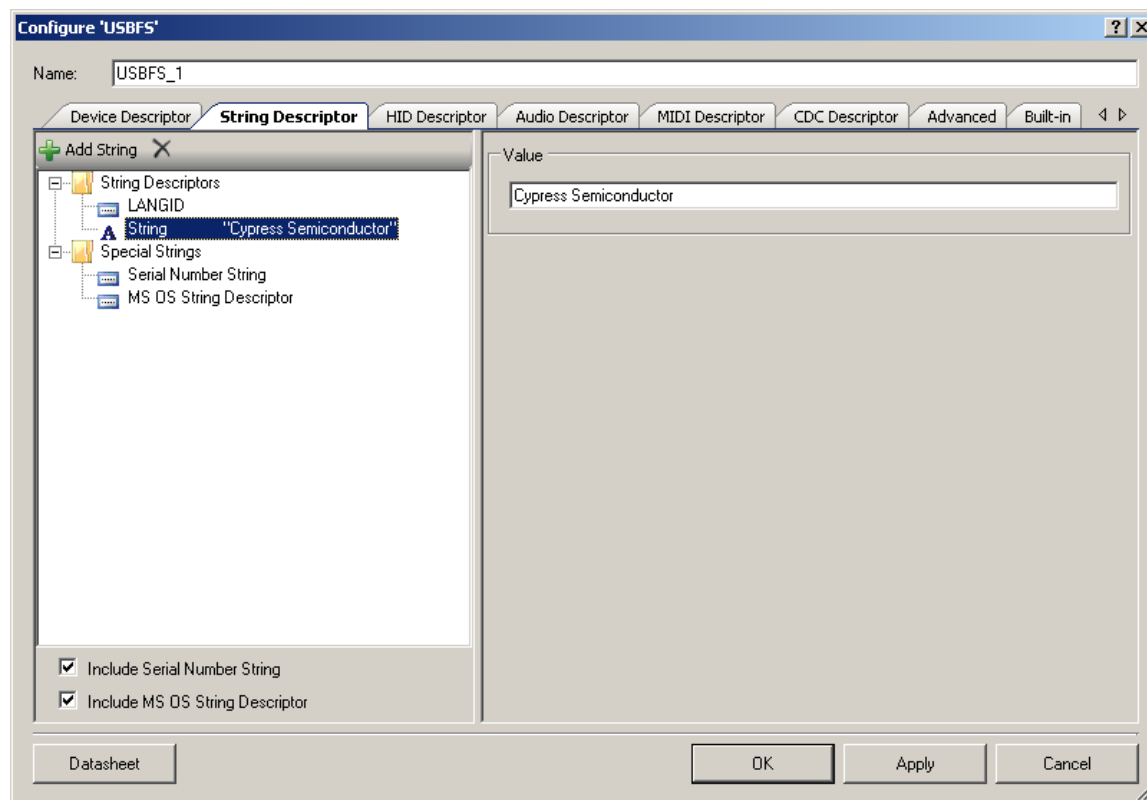 Configure 'USBFS'
Name: USBFS_1
Device Descriptor String Descriptor HID Descriptor Audio Descriptor MIDI Descriptor CDC Descriptor Advanced Built-in
Add String
String Descriptors
LANGID
String "Cypress Semiconductor"
Special Strings
Serial Number String
MS OS String Descriptor
Include Serial Number String
Include MS OS String Descriptor
Value
Cypress Semiconductor
Datasheet OK Apply Cancel